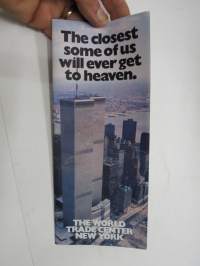 The closest
some of us
will ever get
to heaven.
THE WORLD
TRADE CENTER
NEW YORK